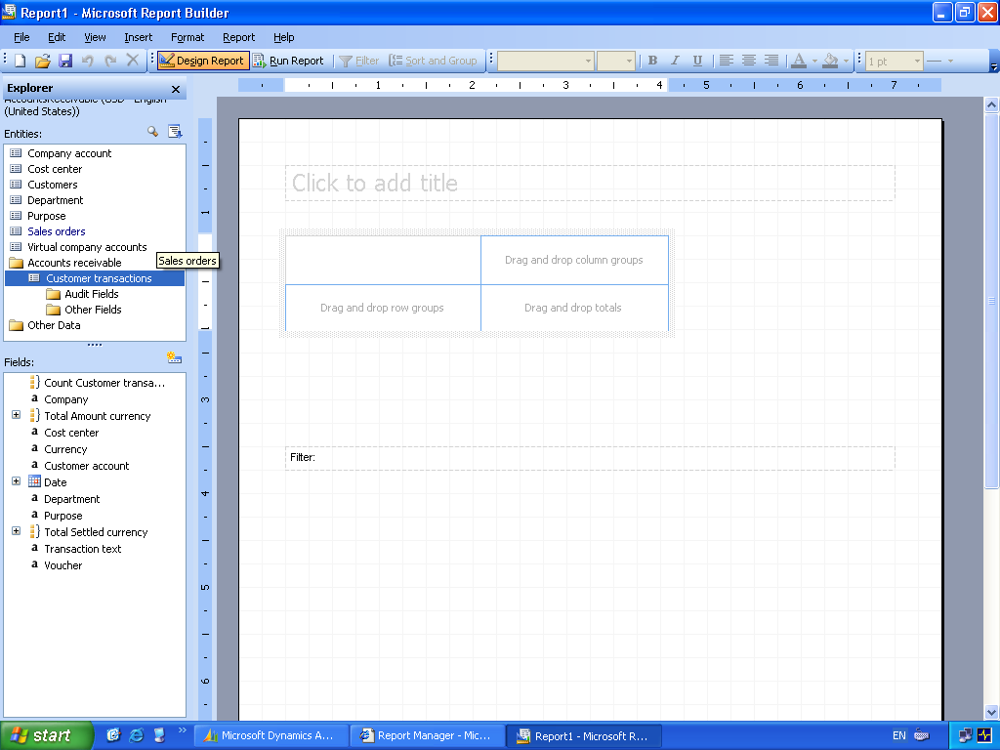 Report1 - Microsoft Report Builder
File Edit View Insert Format Report Help
Design Report Run Report Filter Sort and Group B I U A 1 pt
Explorer
AccountsReceivable (USD - English
(United States))
Entities:
Company account
Cost center
Customers
Department
Purpose
Sales orders
Virtual company accounts
Accounts receivable
Sales orders
Customer transactions
Audit Fields
Other Fields
Other Data
Fields:
Count Customer transa...
a Company
Total Amount currency
a Cost center
a Currency
a Customer account
Date
a Department
a Purpose
Total Settled currency
a Transaction text
a Voucher
1 2 3 4 5 6 7
1
1
3
4
5
6
Click to add title
Drag and drop column groups
Drag and drop row groups
Drag and drop totals
Filter:
start
Microsoft Dynamics A...
Report Manager - Mic...
Report1 - Microsoft R...
EN